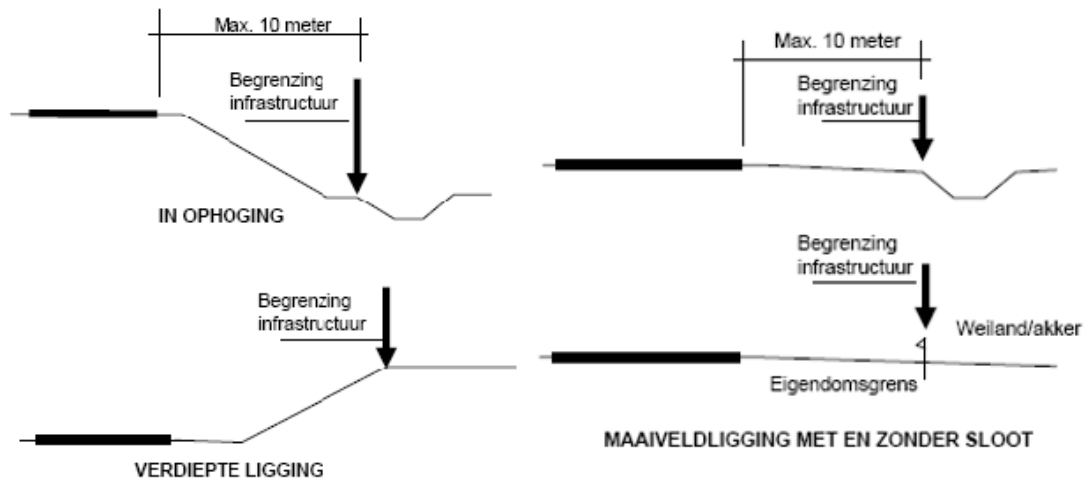 Max. 10 meter
Begrenzing
infrastructuur
IN OPHOGING
Begrenzing
infrastructuur
VERDIEPTE LIGGING
Max. 10 meter
Begrenzing
infrastructuur
Begrenzing
infrastructuur
Weiland/akker
Eigendomsgrens
MAAIVELDLIGGING MET EN ZONDER SLOOT